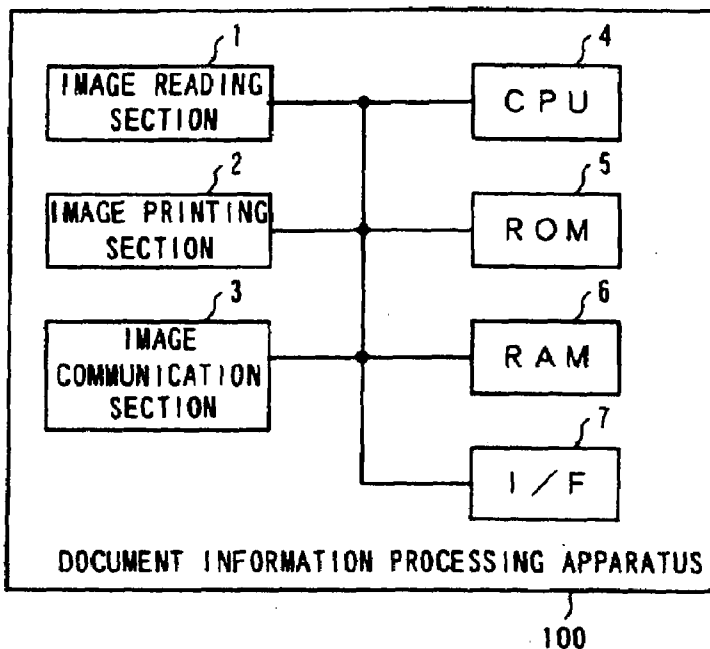 1
IMAGE READING
SECTION
2
IMAGE PRINTING
SECTION
3
IMAGE
COMMUNICATION
SECTION
4
CPU
5
ROM
6
RAM
7
I/F
DOCUMENT INFORMATION PROCESSING APPARATUS
100